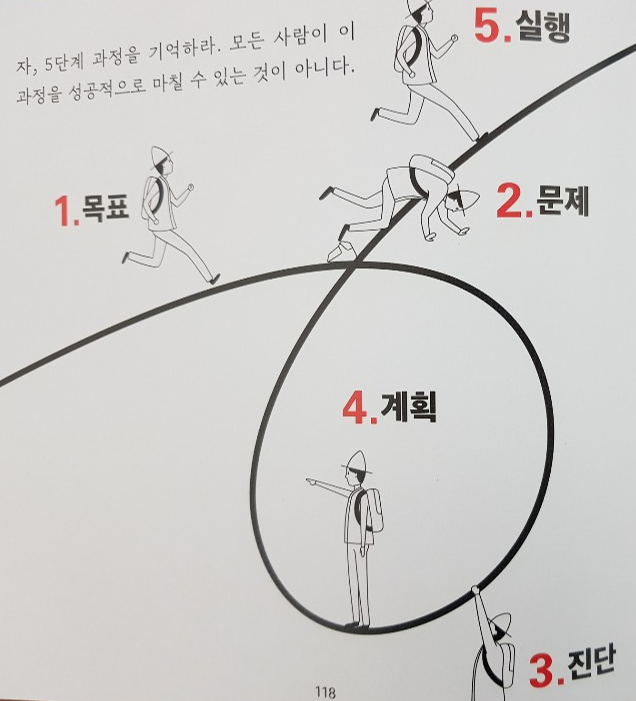 자, 5단계 과정을 기억하라. 모든 사람이 이
과정을 성공적으로 마칠 수 있는 것이 아니다.
5.실행
1.목표
2.문제
4.계획
3.진단
118